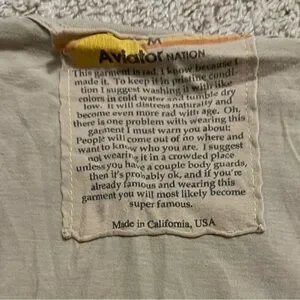 M
Aviator NATION
This garment is rad. I know because I
made it. To keep it in pristine condi-
tion I suggest washing it with like
colors in cold water and tumble dry
low. It will distress naturally and
become even more rad with age. Oh,
there is one problem with wearing this
garment I must warn you about:
People will come out of no where and
want to know who you are. I suggest
not wearing it in a crowded place
unless you have a couple body guards,
then it's probably ok, and if you're
already famous and wearing this
garment you will most likely become
super famous.
Made in California, USA